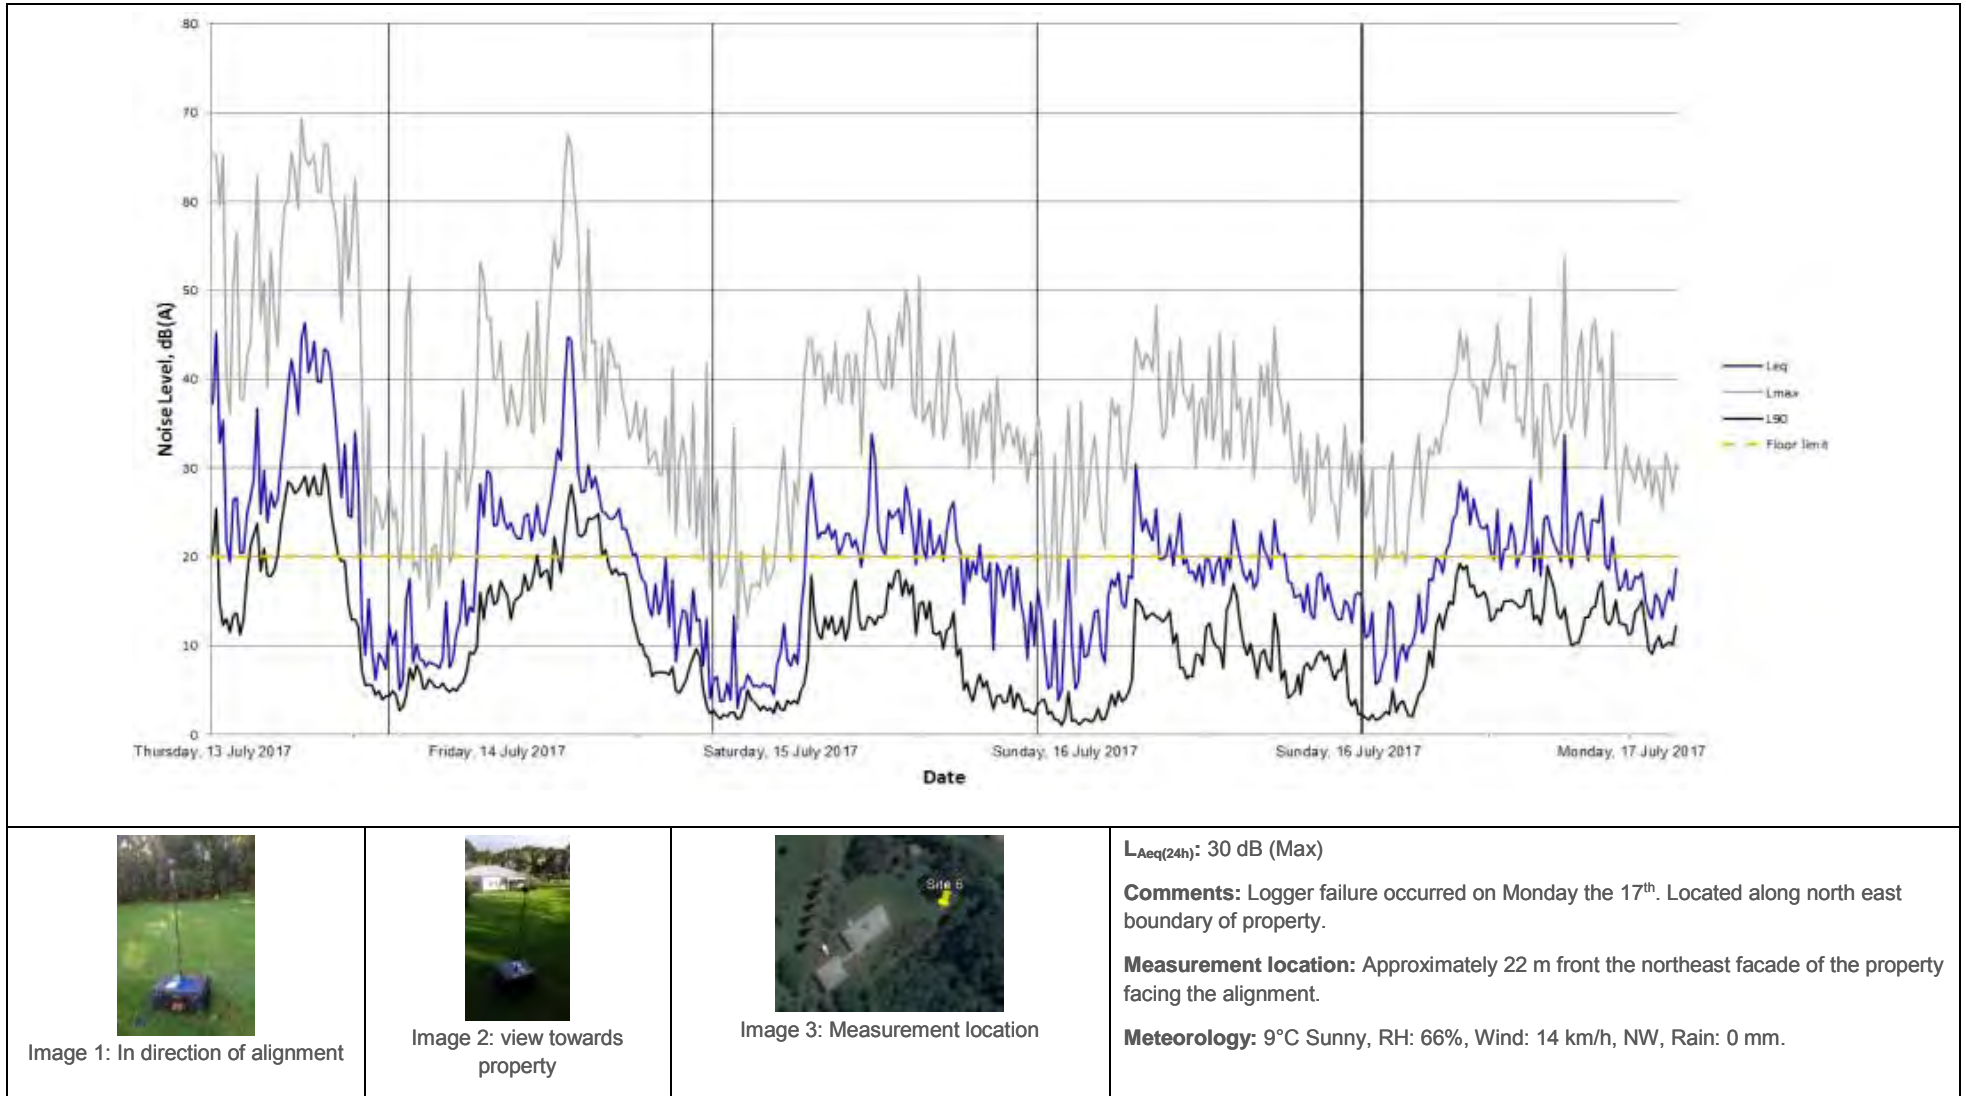 80
70
60
50
40
30
20
10
0
Noise Level, dB(A)
Thursday, 13 July 2017
Friday, 14 July 2017
Saturday, 15 July 2017
Sunday, 16 July 2017
Sunday, 16 July 2017
Monday, 17 July 2017
Date
Leq
Lmax
L90
Floor limit
Image 1: In direction of alignment
Image 2: view towards
property
Site 6
Image 3: Measurement location
LAeq(24h): 30 dB (Max)
Comments: Logger failure occurred on Monday the 17th. Located along north east
boundary of property.
Measurement location: Approximately 22 m front the northeast facade of the property
facing the alignment.
Meteorology: 9°C Sunny, RH: 66%, Wind: 14 km/h, NW, Rain: 0 mm.